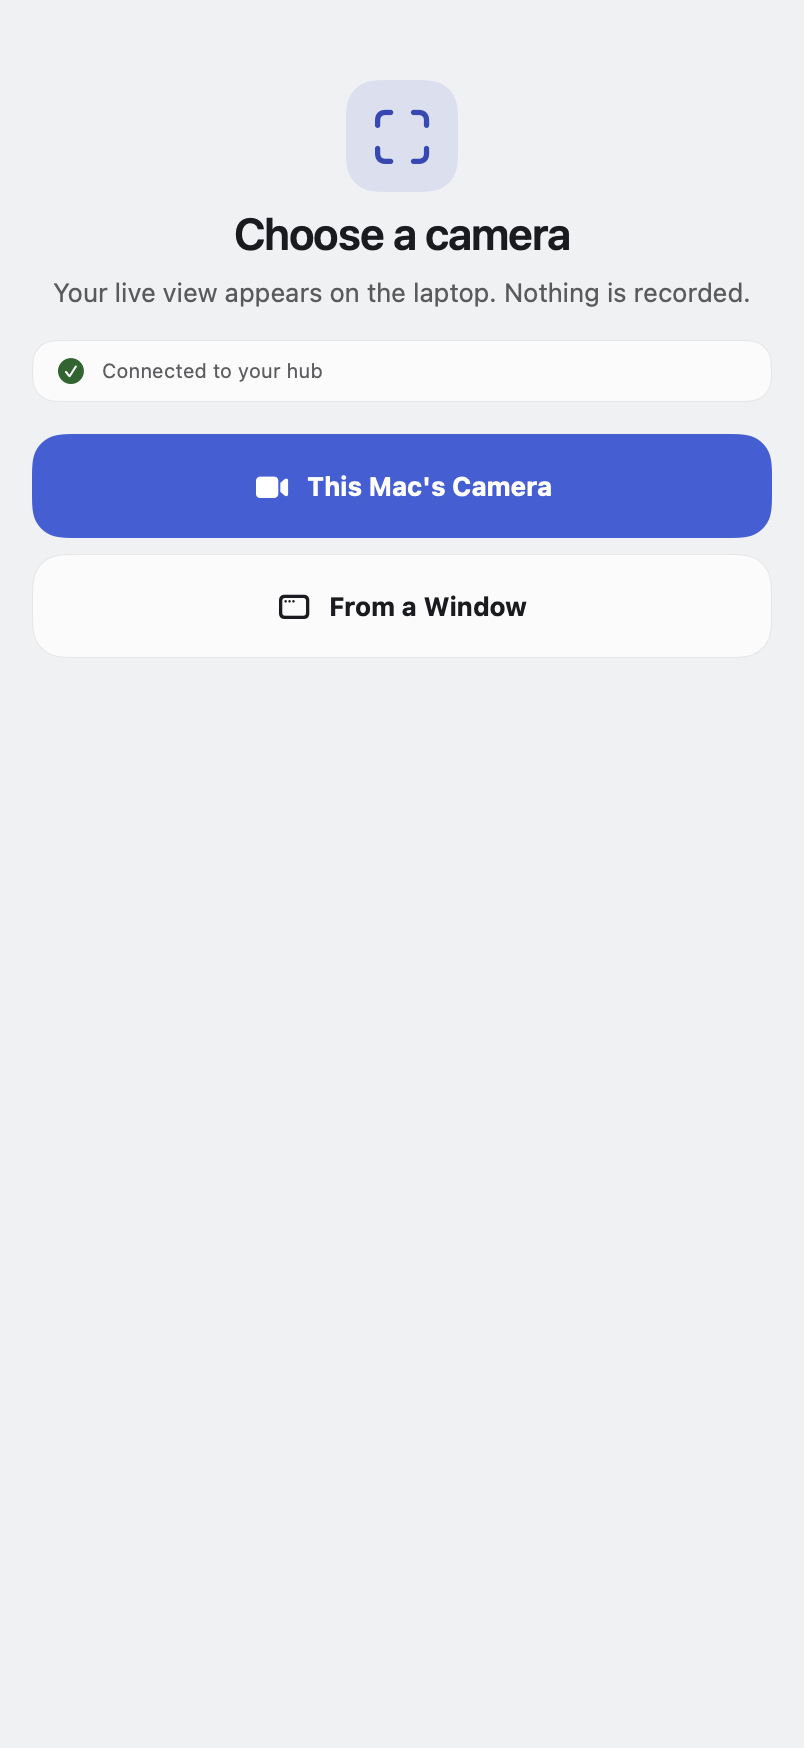 Choose a camera
Your live view appears on the laptop. Nothing is recorded.
Connected to your hub
This Mac's Camera
From a Window